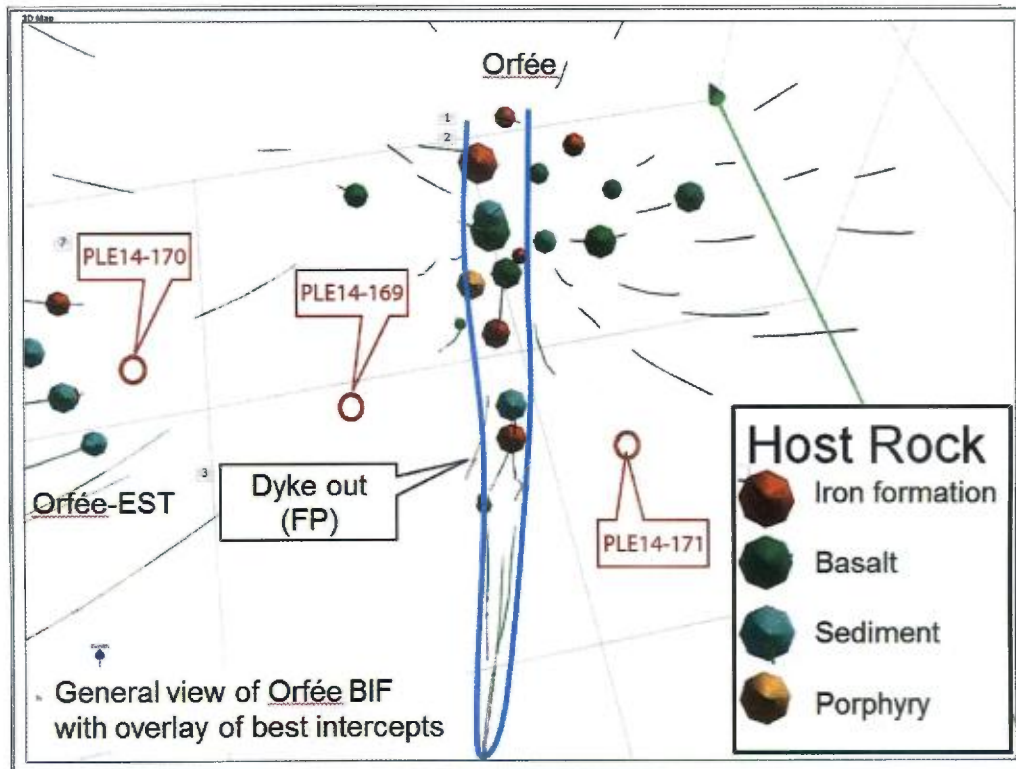 3D Map
Orfée
1
2
PLE14-170
PLE14-169
3
Dyke out
(FP)
Orfée-EST
PLE14-171
Host Rock
Iron formation
Basalt
Sediment
Porphyry
General view of Orfée BIF
with overlay of best intercepts